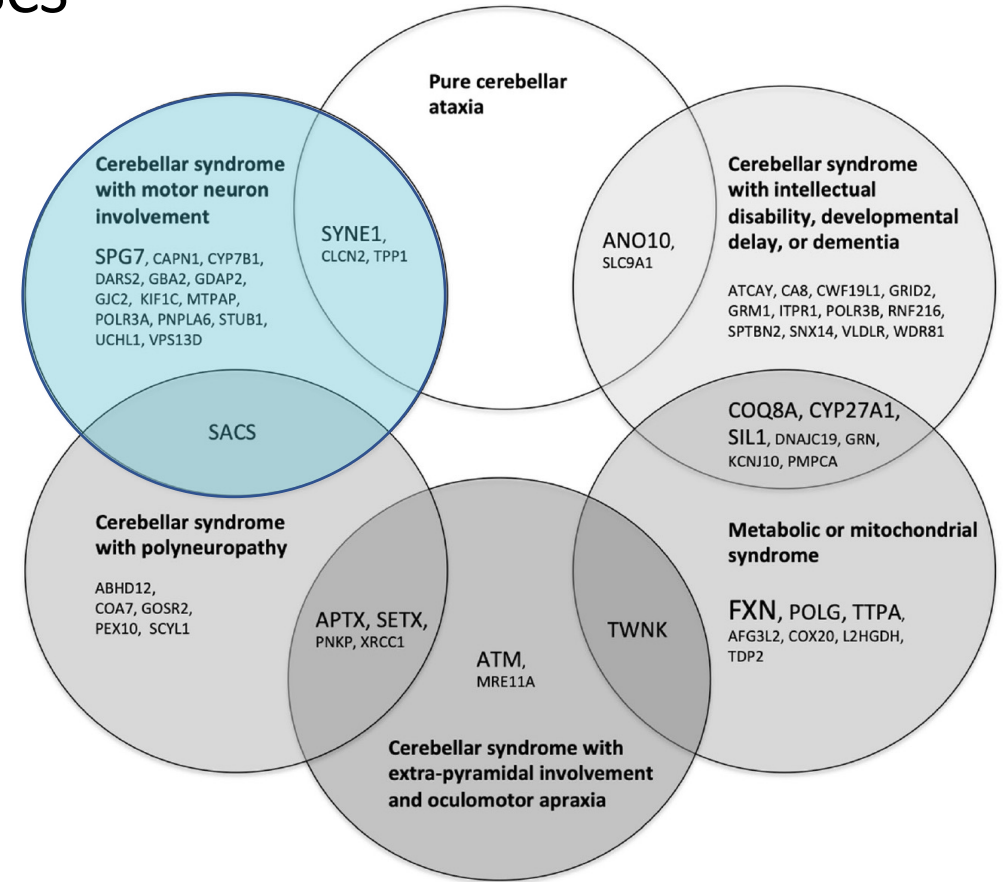 Pure cerebellar
ataxia
Cerebellar syndrome
with motor neuron
involvement
SPG7, CAPN1, CYP7B1,
DARS2, GBA2, GDAP2,
GJC2, KIF1C, MTPAP,
POLR3A, PNPLA6, STUB1,
UCHL1, VPS13D
SYNE1,
CLCN2, TPP1
ANO10,
SLC9A1
Cerebellar syndrome
with intellectual
disability, developmental
delay, or dementia
ATCAY, CA8, CWF19L1, GRID2,
GRM1, ITPR1, POLR3B, RNF216,
SPTBN2, SNX14, VLDLR, WDR81
SACS
COQ8A, CYP27A1,
SIL1, DNAJC19, GRN,
KCNJ10, PMPCA
Cerebellar syndrome
with polyneuropathy
ABHD12,
COA7, GOSR2,
PEX10, SCYL1
APTX, SETX,
PNKP, XRCC1
ATM,
MRE11A
TWNK
Metabolic or mitochondrial
syndrome
FXN, POLG, TTPA,
AFG3L2, COX20, L2HGDH,
TDP2
Cerebellar syndrome with
extra-pyramidal involvement
and oculomotor apraxia